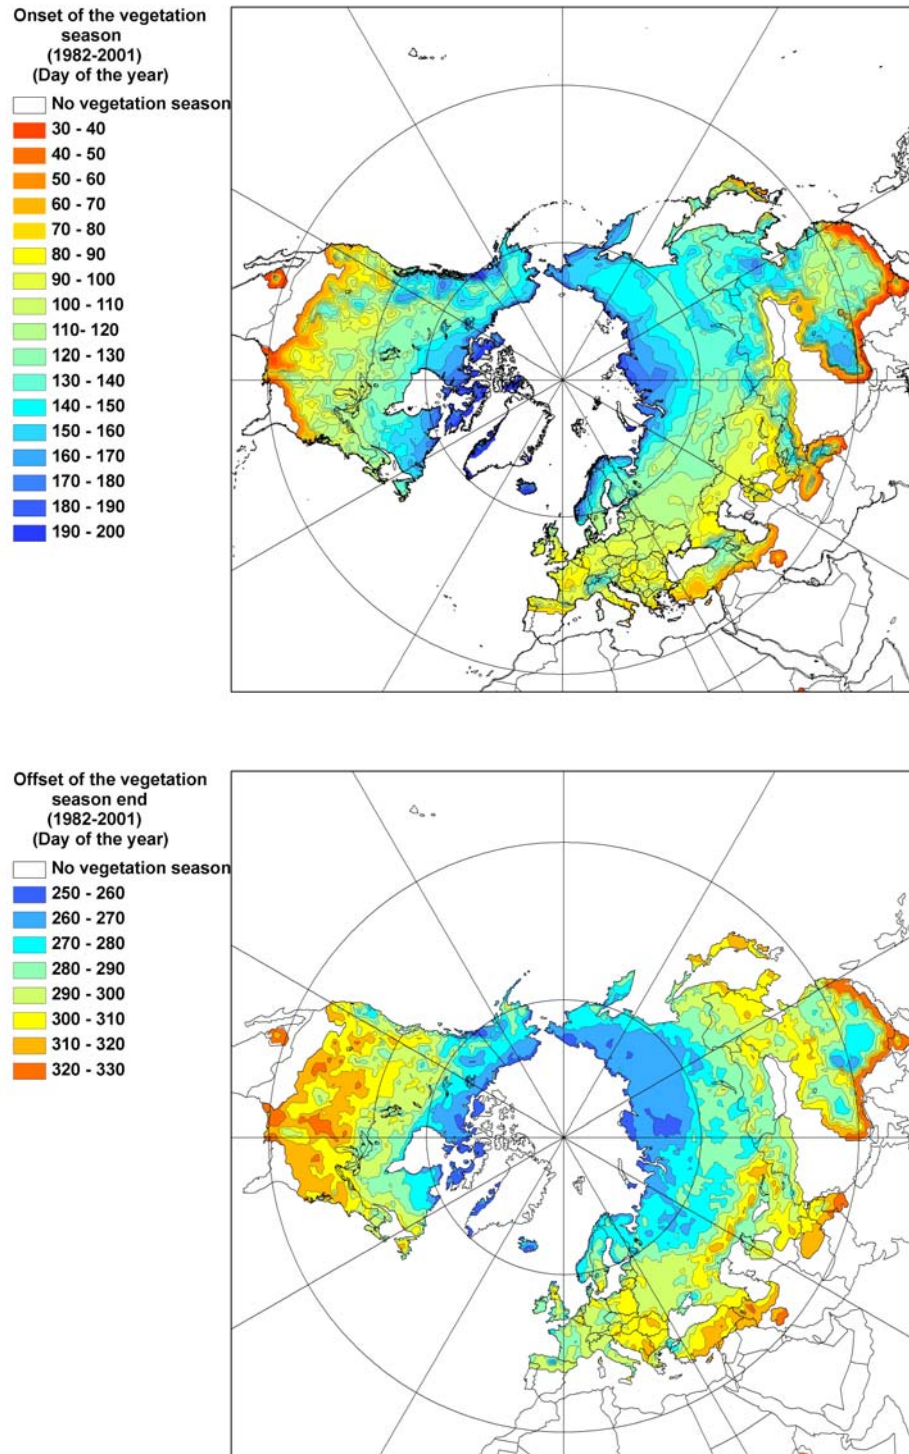 Onset of the vegetation
season
(1982-2001)
(Day of the year)
No vegetation season
30 - 40
40 - 50
50 - 60
60 - 70
70 - 80
80 - 90
90 - 100
100 - 110
110- 120
120 - 130
130 - 140
140 - 150
150 - 160
160 - 170
170 - 180
180 - 190
190 - 200
Offset of the vegetation
season end
(1982-2001)
(Day of the year)
No vegetation season
250 - 260
260 - 270
270 - 280
280 - 290
290 - 300
300 - 310
310 - 320
320 - 330